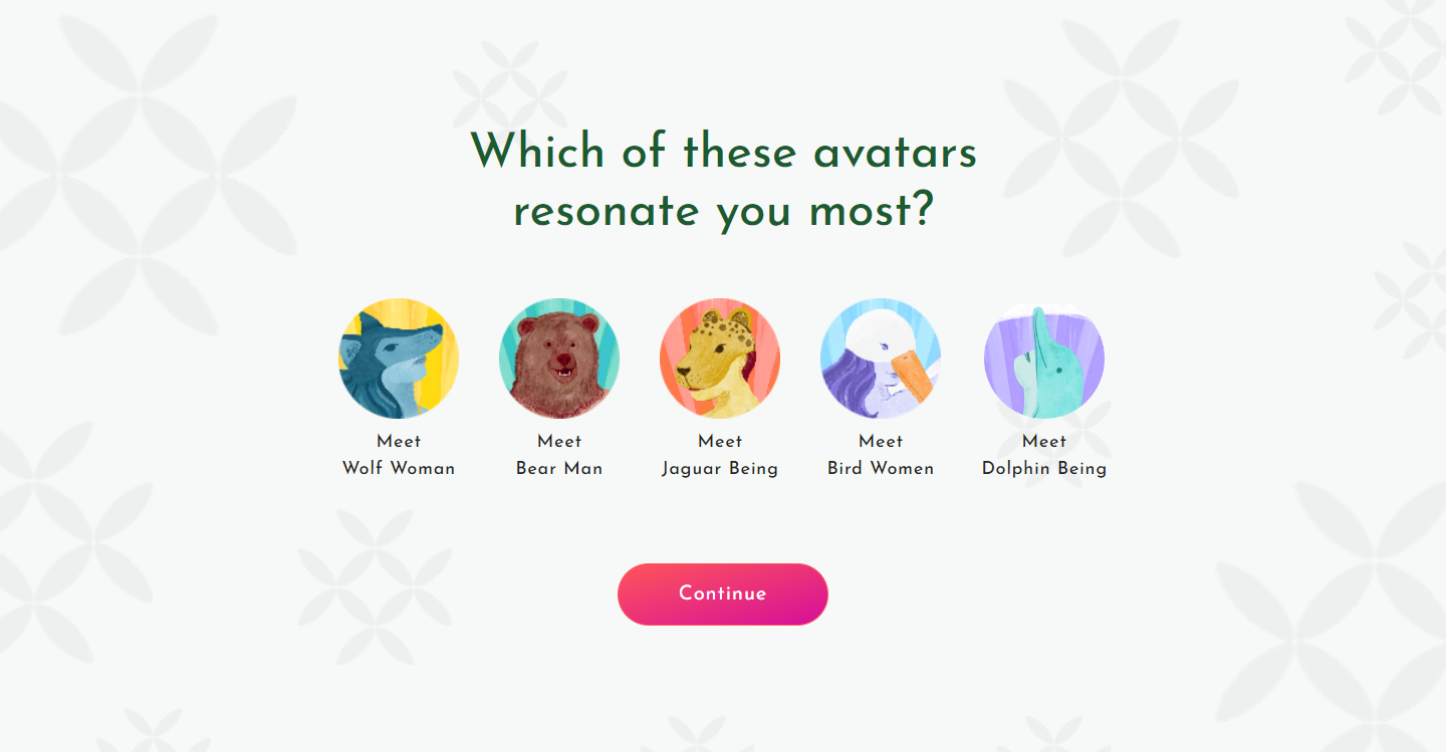 Which of these avatars
resonate you most?
Meet
Wolf Woman
Meet
Bear Man
Meet
Jaguar Being
Meet
Bird Women
Meet
Dolphin Being
Continue